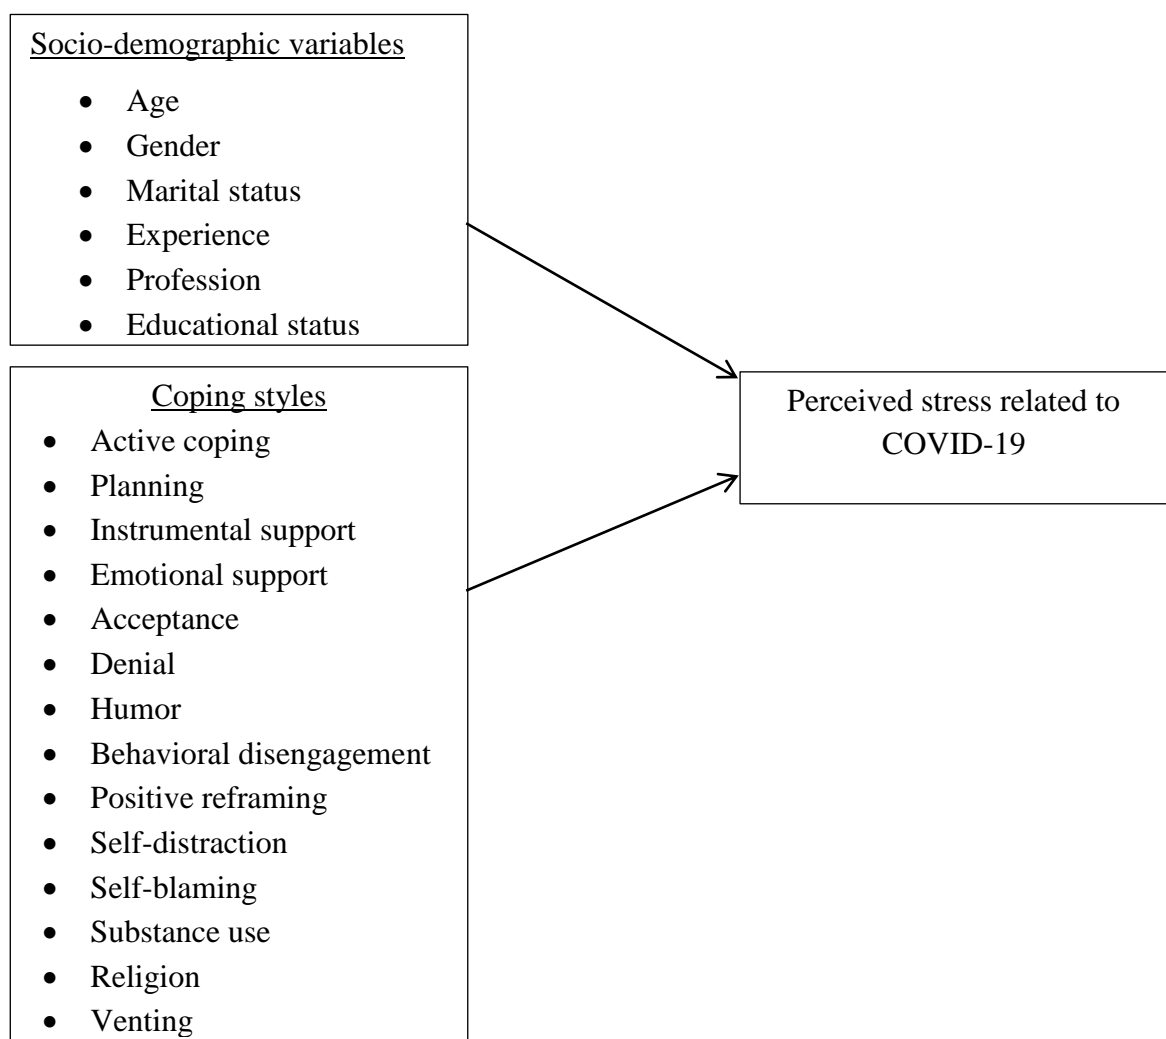 Socio-demographic variables
• Age
• Gender
• Marital status
• Experience
• Profession
• Educational status
Coping styles
• Active coping
• Planning
• Instrumental support
• Emotional support
• Acceptance
• Denial
• Humor
• Behavioral disengagement
• Positive reframing
• Self-distraction
• Self-blaming
• Substance use
• Religion
• Venting
Perceived stress related to
COVID-19